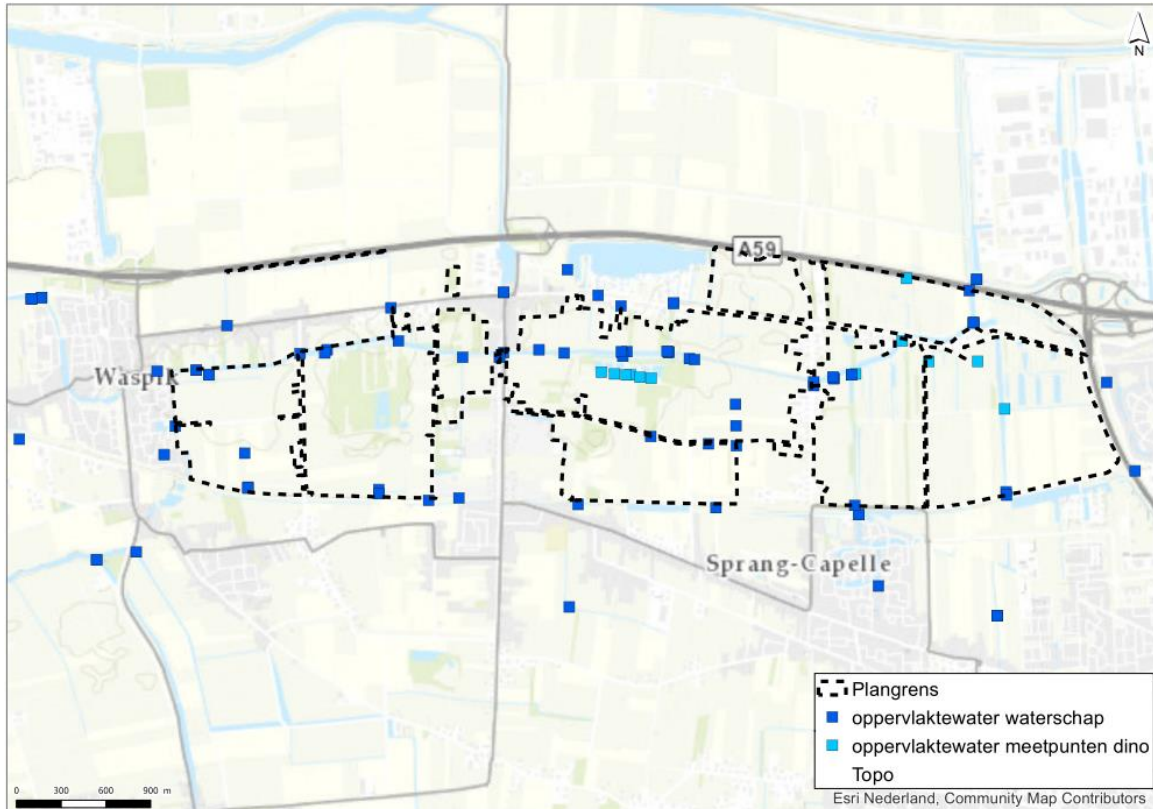 N
A59
Waspik
Sprang-Capelle
Plangrens
oppervlaktewater waterschap
oppervlaktewater meetpunten dino
Topo
0 300 600 900 m
Esri Nederland, Community Map Contributors